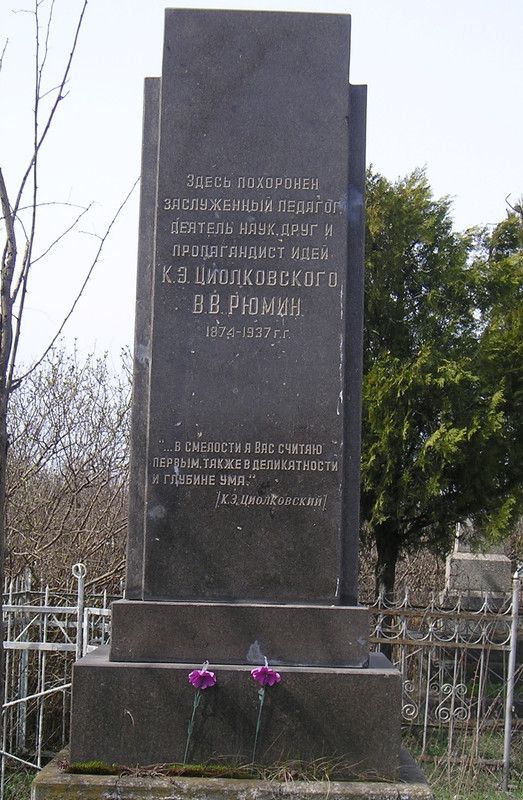 ЗДЕСЬ ПОХОРОНЕН
ЗАСЛУЖЕННЫЙ ПЕДАГОГ,
ДЕЯТЕЛЬ НАУК, ДРУГ И
ПРОПАГАНДИСТ ИДЕЙ
К.Э. ЦИОЛКОВСКОГО
В.В. РЮМИН
1874-1937 г.г.
"...В СМЕЛОСТИ Я ВАС СЧИТАЮ
ПЕРВЫМ, ТАКЖЕ В ДЕЛИКАТНОСТИ
И ГЛУБИНЕ УМА."
/К.Э. ЦИОЛКОВСКИЙ/